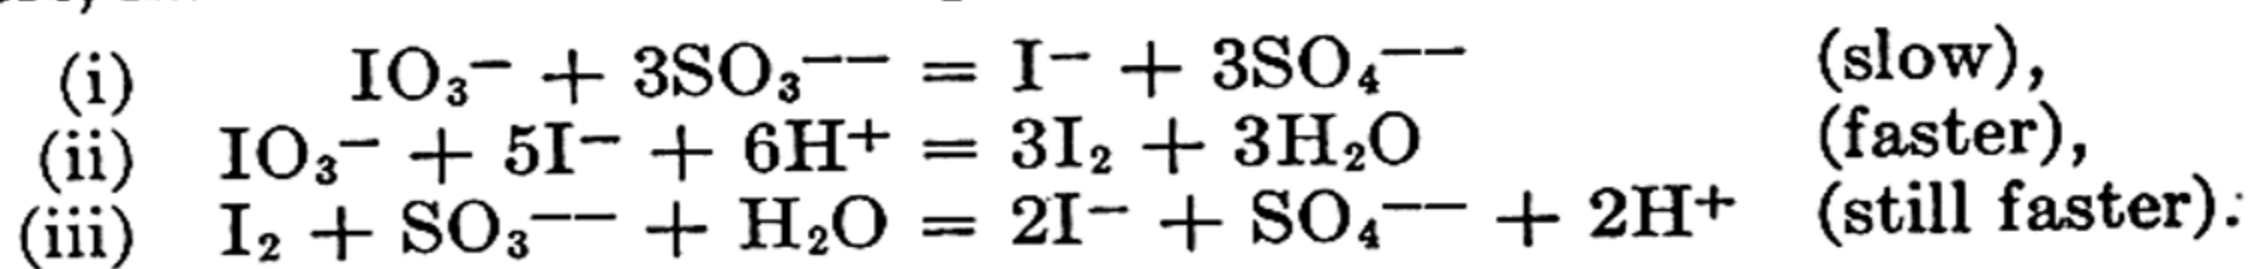 (i) IO₃⁻ + 3SO₃⁻⁻ = I⁻ + 3SO₄⁻⁻ (slow),
(ii) IO₃⁻ + 5I⁻ + 6H⁺ = 3I₂ + 3H₂O (faster),
(iii) I₂ + SO₃⁻⁻ + H₂O = 2I⁻ + SO₄⁻⁻ + 2H⁺ (still faster).